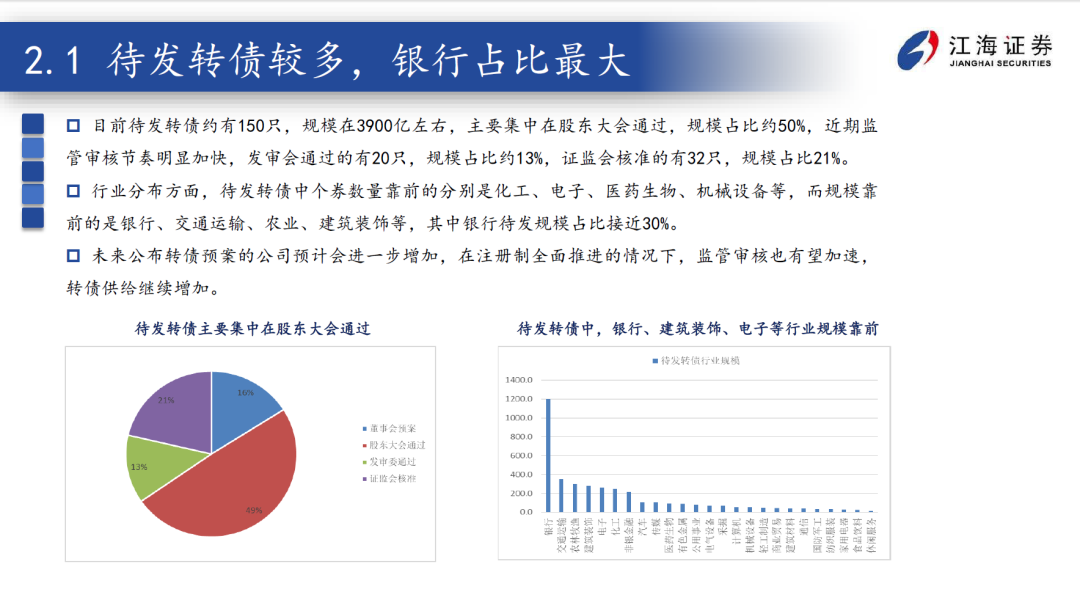 2.1 待发转债较多，银行占比最大
江海证券
JIANGHAI SECURITIES
目前待发转债约有150只，规模在3900亿左右，主要集中在股东大会通过，规模占比约50%，近期监
管审核节奏明显加快，发审会通过的有20只，规模占比约13%，证监会核准的有32只，规模占比21%。
行业分布方面，待发转债中个券数量靠前的分别是化工、电子、医药生物、机械设备等，而规模靠
前的是银行、交通运输、农业、建筑装饰等，其中银行待发规模占比接近30%。
未来公布转债预案的公司预计会进一步增加，在注册制全面推进的情况下，监管审核也有望加速，
转债供给继续增加。
待发转债主要集中在股东大会通过
16%
49%
13%
21%
董事会预案
股东大会通过
发审委通过
证监会核准
待发转债中，银行、建筑装饰、电子等行业规模靠前
待发转债行业规模
1400.0
1200.0
1000.0
800.0
600.0
400.0
200.0
0.0
银行
交通运输
农林牧渔
建筑装饰
电子
化工
非银金融
汽车
传媒
医药生物
有色金属
公用事业
电气设备
采掘
计算机
机械设备
轻工制造
商业贸易
建筑材料
通信
国防军工
纺织服装
家用电器
食品饮料
休闲服务